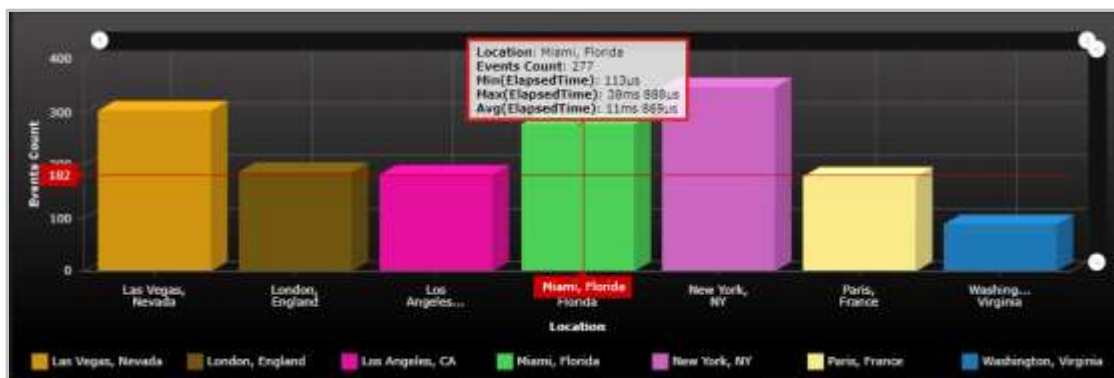 Location: Miami, Florida
Events Count: 277
Min(ElapsedTime): 113us
Max(ElapsedTime): 38ms 888us
Avg(ElapsedTime): 11ms 869us
400
300
200
182
100
0
Events Count
Las Vegas,
Nevada
London,
England
Los
Angeles...
Miami, Florida
Florida
New York,
NY
Paris,
France
Washing...
Virginia
Location
Las Vegas, Nevada
London, England
Los Angeles, CA
Miami, Florida
New York, NY
Paris, France
Washington, Virginia